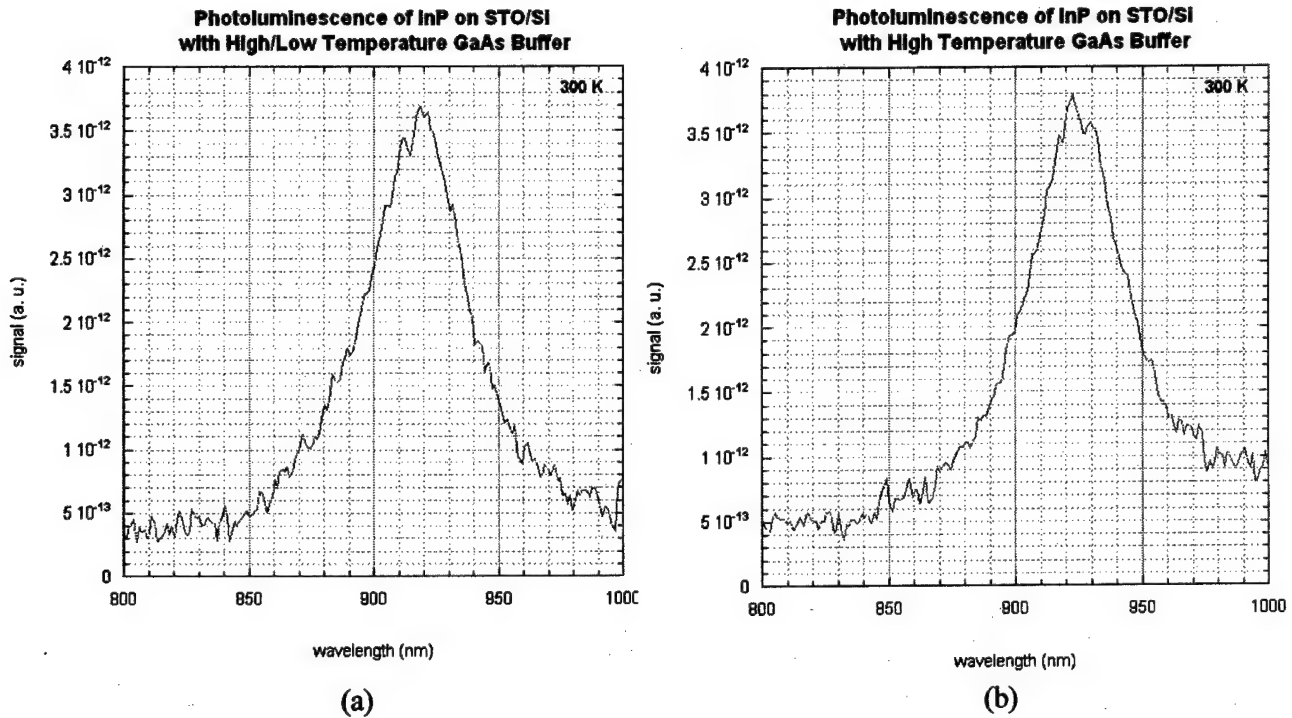 Photoluminescence of InP on STO/Si
with High/Low Temperature GaAs Buffer
4 10⁻¹²
3.5 10⁻¹²
3 10⁻¹²
2.5 10⁻¹²
2 10⁻¹²
1.5 10⁻¹²
1 10⁻¹²
5 10⁻¹³
0
300 K
signal (a. u.)
800 850 900 950 1000
wavelength (nm)
(a)
Photoluminescence of InP on STO/Si
with High Temperature GaAs Buffer
4 10⁻¹²
3.5 10⁻¹²
3 10⁻¹²
2.5 10⁻¹²
2 10⁻¹²
1.5 10⁻¹²
1 10⁻¹²
5 10⁻¹³
0
300 K
signal (a. u.)
800 850 900 950 1000
wavelength (nm)
(b)